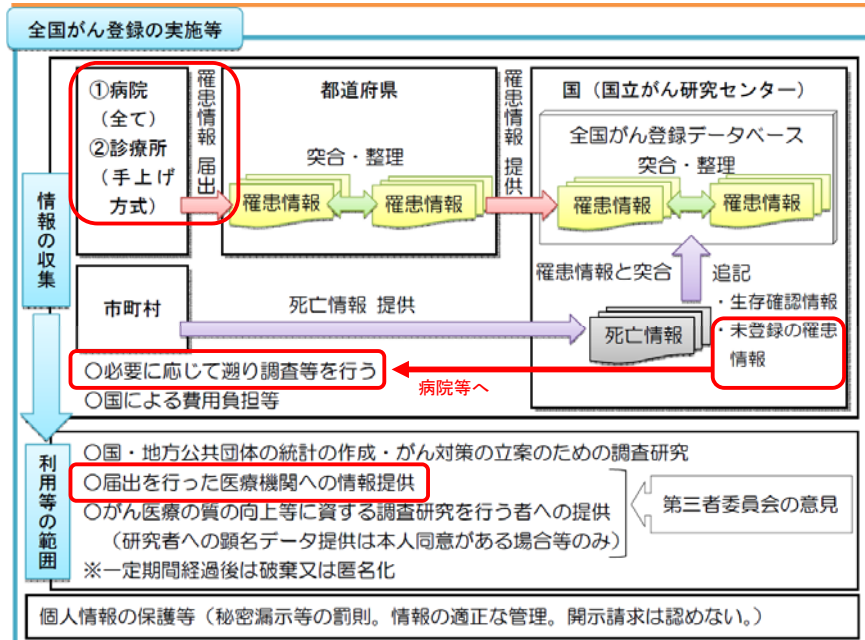 全国がん登録の実施等
情報の収集
①病院
(全て)
②診療所
(手上げ
方式)
罹患情報 届出
都道府県
突合・整理
罹患情報
罹患情報
罹患情報 提供
国(国立がん研究センター)
全国がん登録データベース
突合・整理
罹患情報
罹患情報
罹患情報と突合
追記
・生存確認情報
・未登録の罹患
情報
市町村
死亡情報 提供
死亡情報
○必要に応じて遡り調査等を行う
病院等へ
○国による費用負担等
利用等の範囲
○国・地方公共団体の統計の作成・がん対策の立案のための調査研究
○届出を行った医療機関への情報提供
○がん医療の質の向上等に資する調査研究を行う者への提供
(研究者への顕名データ提供は本人同意がある場合等のみ)
※一定期間経過後は破棄又は匿名化
第三者委員会の意見
個人情報の保護等(秘密漏示等の罰則。情報の適正な管理。開示請求は認めない。)